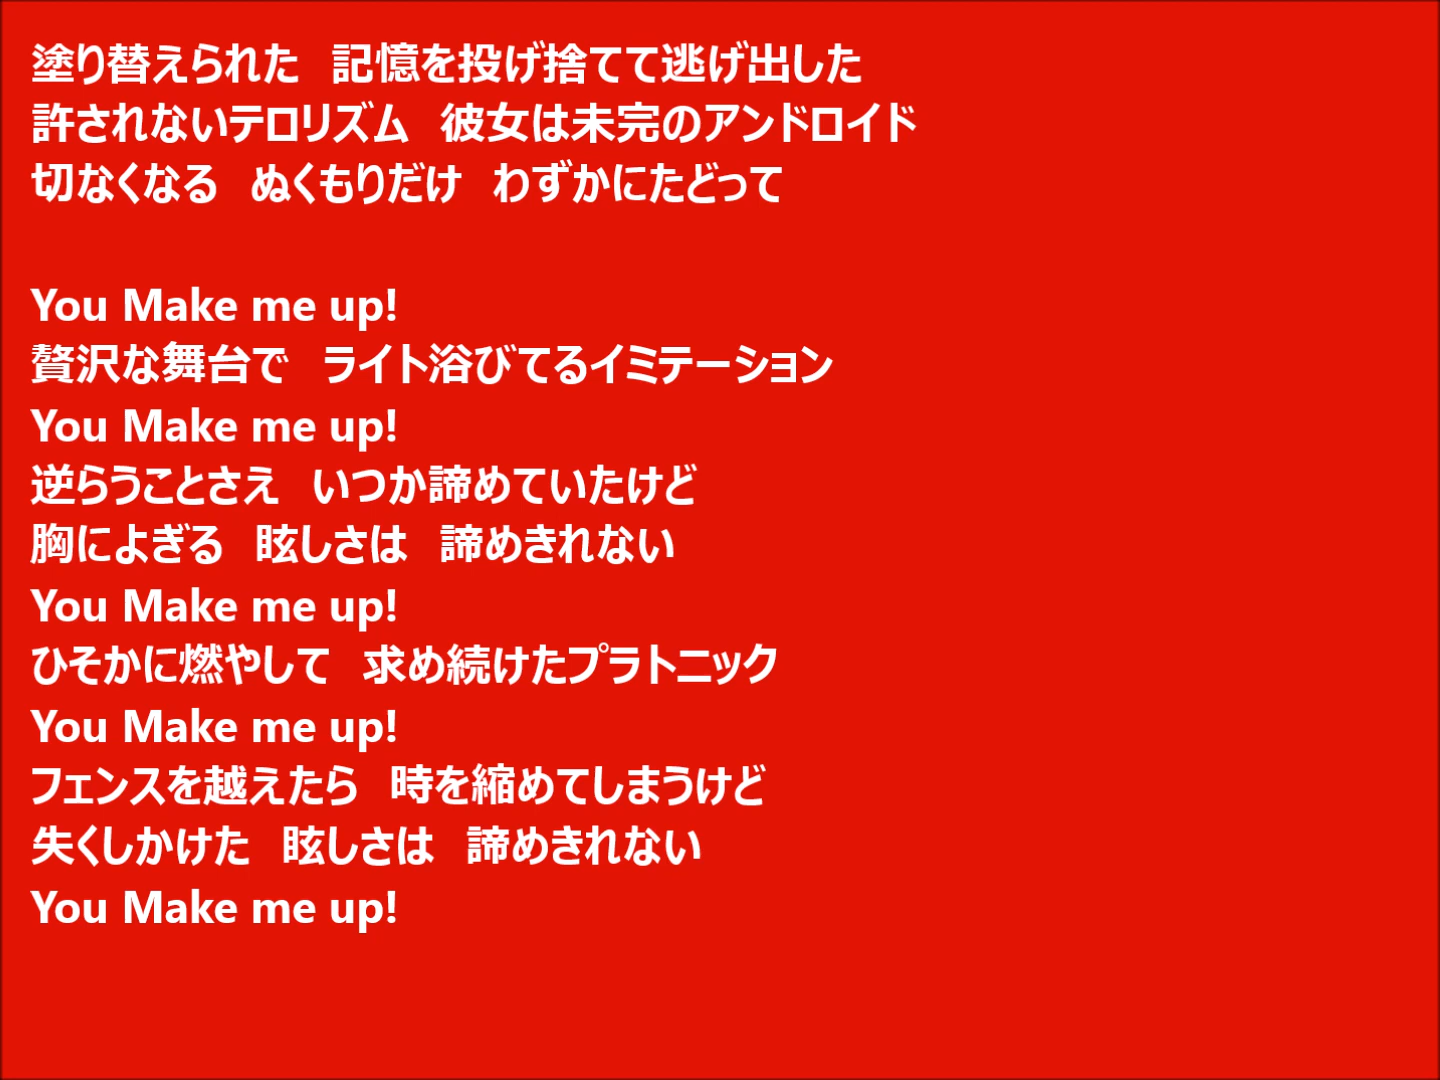 塗り替えられた　記憶を投げ捨てて逃げ出した
許されないテロリズム　彼女は未完のアンドロイド
切なくなる　ぬくもりだけ　わずかにたどって
You Make me up!
贅沢な舞台で　ライト浴びてるイミテーション
You Make me up!
逆らうことさえ　いつか諦めていたけど
胸によぎる　眩しさは　諦めきれない
You Make me up!
ひそかに燃やして　求め続けたプラトニック
You Make me up!
フェンスを越えたら　時を縮めてしまうけど
失くしかけた　眩しさは　諦めきれない
You Make me up!